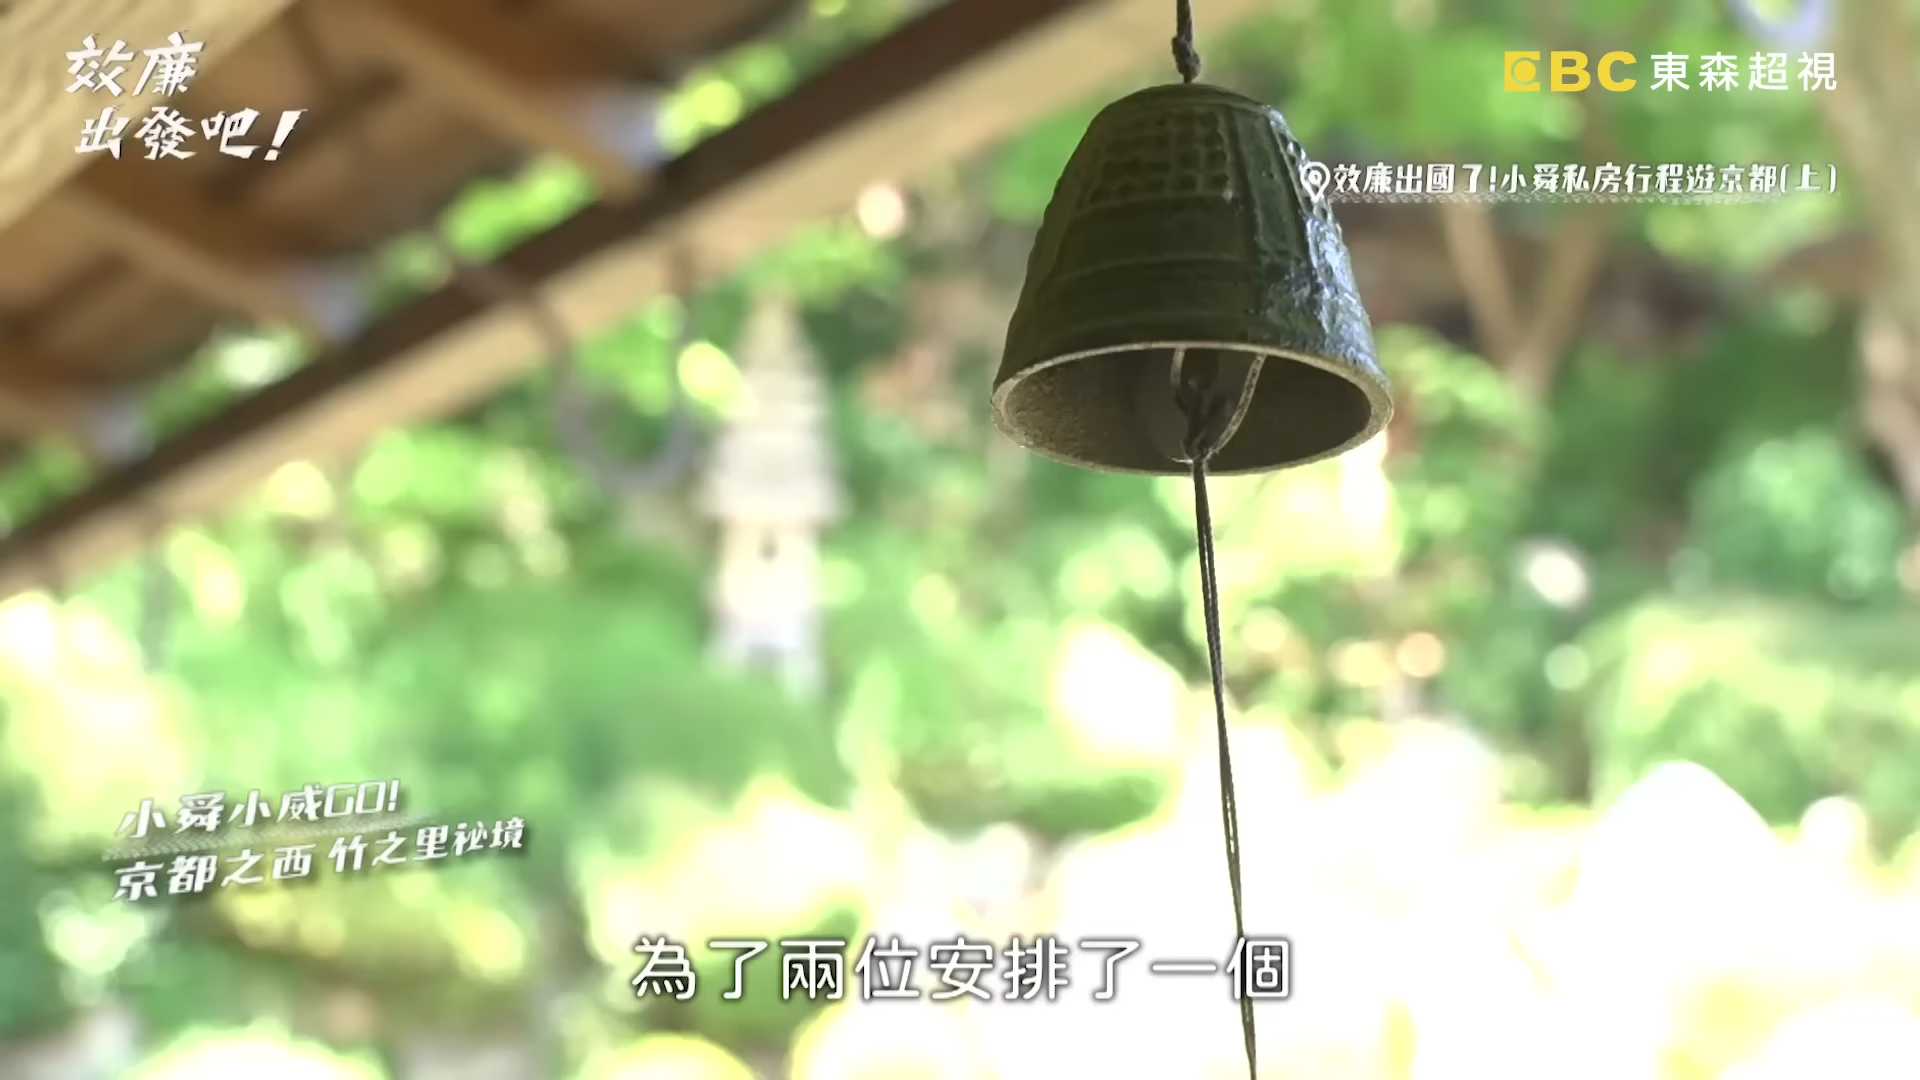 效廉
出發吧!
EBC 東森超視
效廉出國了!小舜私房行程遊京都(上)
小舜小威GO!
京都之西 竹之里祕境
為了兩位安排了一個